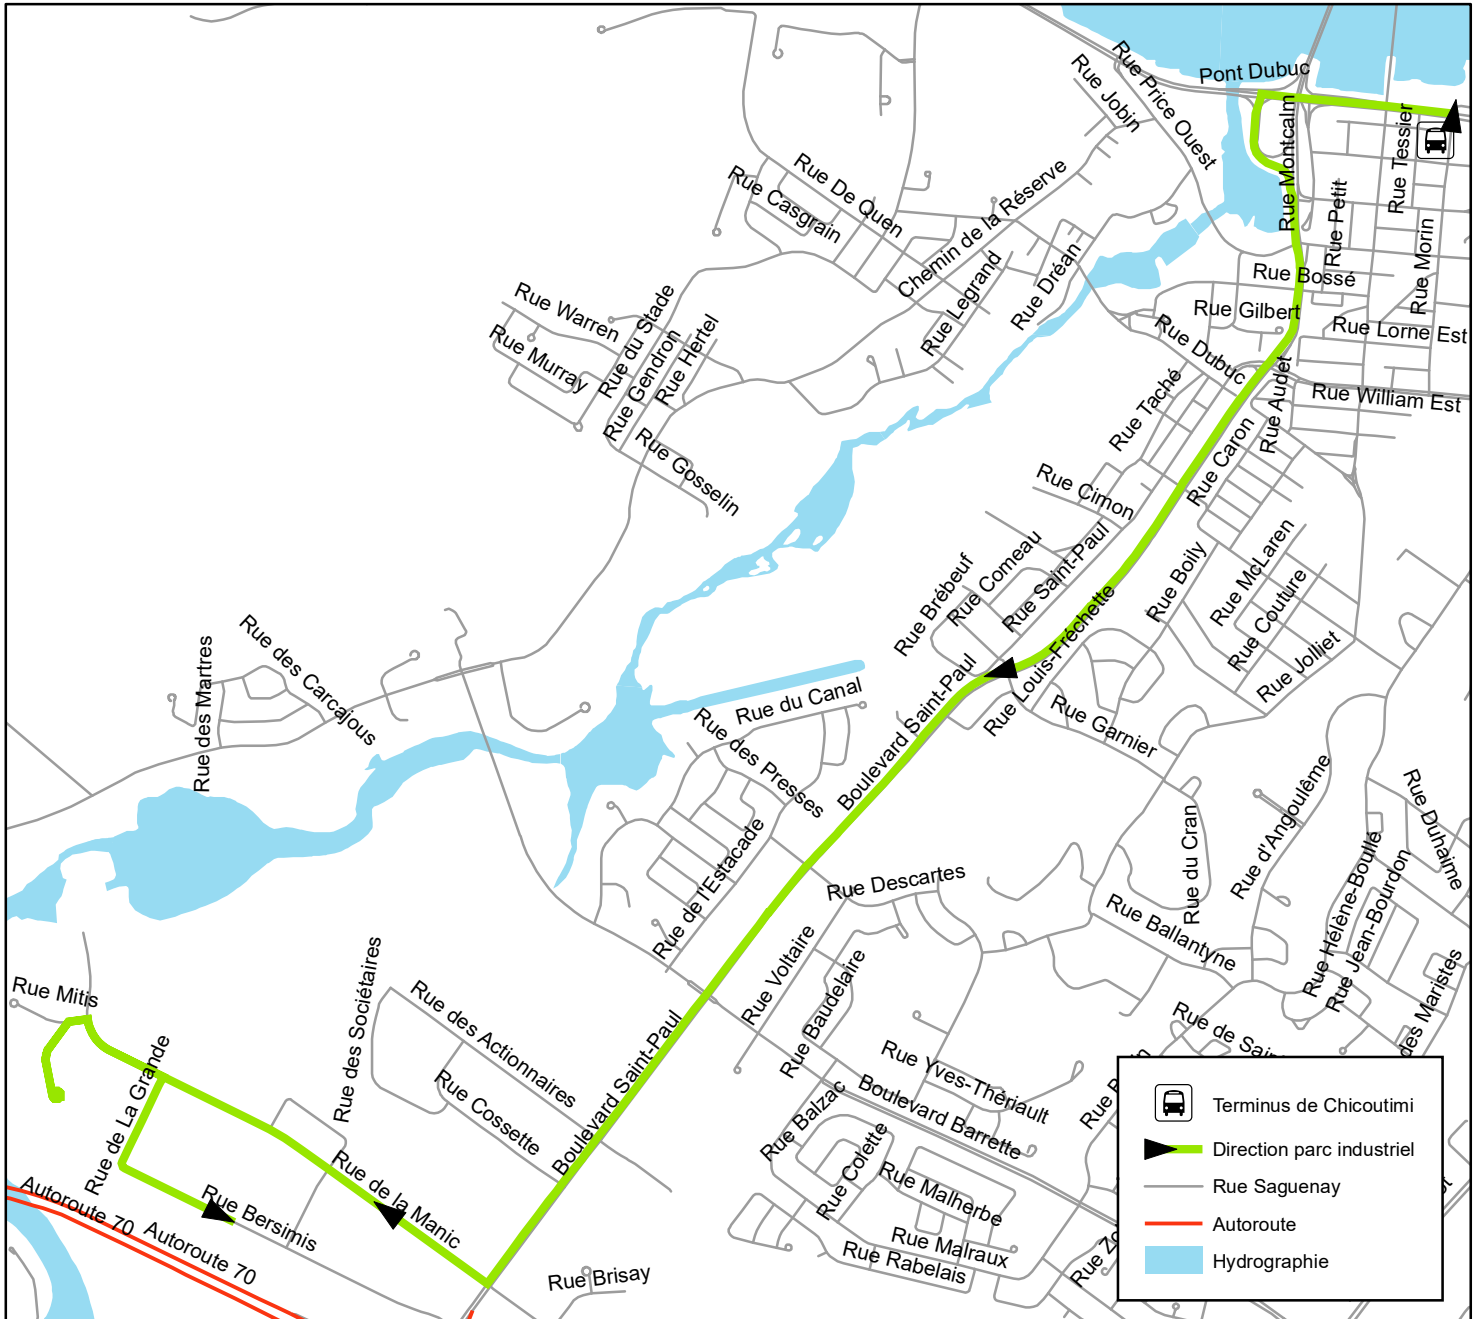 Pont Dubuc
Rue Price Ouest
Rue Jobin
Rue Montcalm
Rue Tessier
Rue De Quen
Rue Casgrain
Chemin de la Réserve
Rue Petit
Rue Morin
Rue Dréan
Rue Legrand
Rue Bossé
Rue Gilbert
Rue Lorne Est
Rue Warren
Rue du Stade
Rue Murray
Rue Gendron
Rue Hertel
Rue Dubuc
Rue Audet
Rue William Est
Rue Taché
Rue Caron
Rue Gosselin
Rue Cimon
Rue Saint-Paul
Rue Comeau
Rue Brébeuf
Rue Boilly
Rue McLaren
Rue Couture
Rue Jolliet
Rue Louis-Fréchette
Rue Garnier
Rue des Martres
Rue des Carcajous
Rue du Canal
Rue des Presses
Boulevard Saint-Paul
Rue de l'Estacade
Rue Descartes
Rue du Cran
Rue d'Angoulême
Rue Duhaime
Rue Hélène-Boullé
Rue Jean-Bourdon
Rue Ballantyne
des Maristes
Rue Voltaire
Rue Baudelaire
Rue Mitis
Rue des Sociétaires
Rue des Actionnaires
Rue de La Grande
Rue Cossette
Boulevard Saint-Paul
Rue Yves-Thériault
Boulevard Barrette
Rue Balzac
Rue Colette
Rue Malherbe
Rue Malraux
Rue Rabelais
Rue de la Manic
Rue Bersimis
Autoroute 70
Autoroute 70
Rue Brisay
Terminus de Chicoutimi
Direction parc industriel
Rue Saguenay
Autoroute
Hydrographie